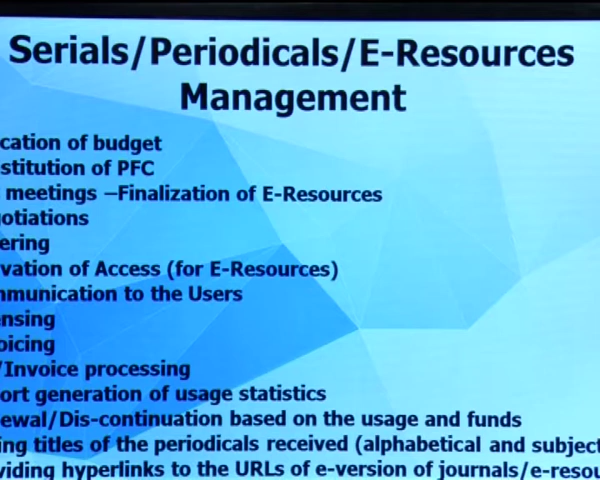 Serials/Periodicals/E-Resources
Management
cation of budget
stitution of PFC
meetings –Finalization of E-Resources
otiations
ering
vation of Access (for E-Resources)
mmunication to the Users
nsing
oicing
/Invoice processing
ort generation of usage statistics
ewal/Dis-continuation based on the usage and funds
ing titles of the periodicals received (alphabetical and subject
viding hyperlinks to the URLs of e-version of journals/e-resou